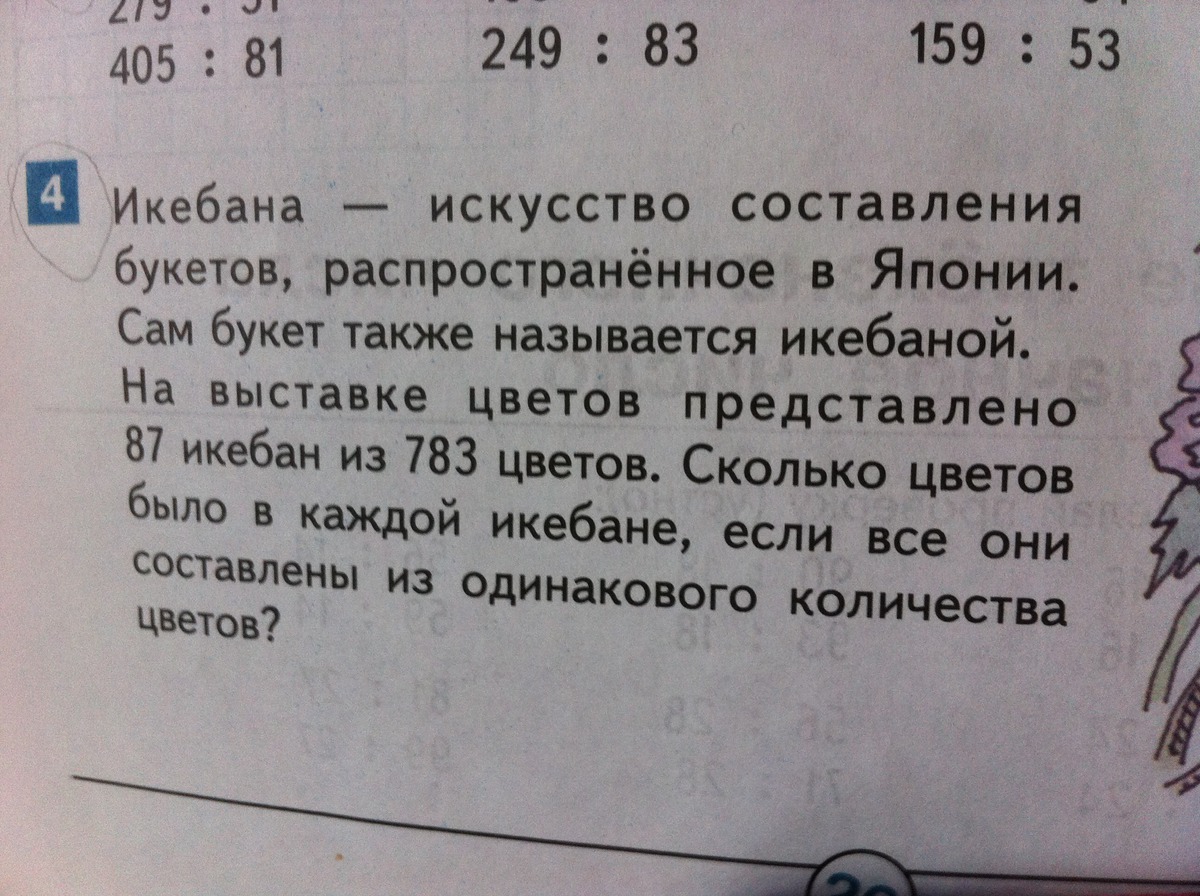 405 : 81 249 : 83 159 : 53
4 Икебана — искусство составления
букетов, распространённое в Японии.
Сам букет также называется икебаной.
На выставке цветов представлено
87 икебан из 783 цветов. Сколько цветов
было в каждой икебане, если все они
составлены из одинакового количества
цветов?